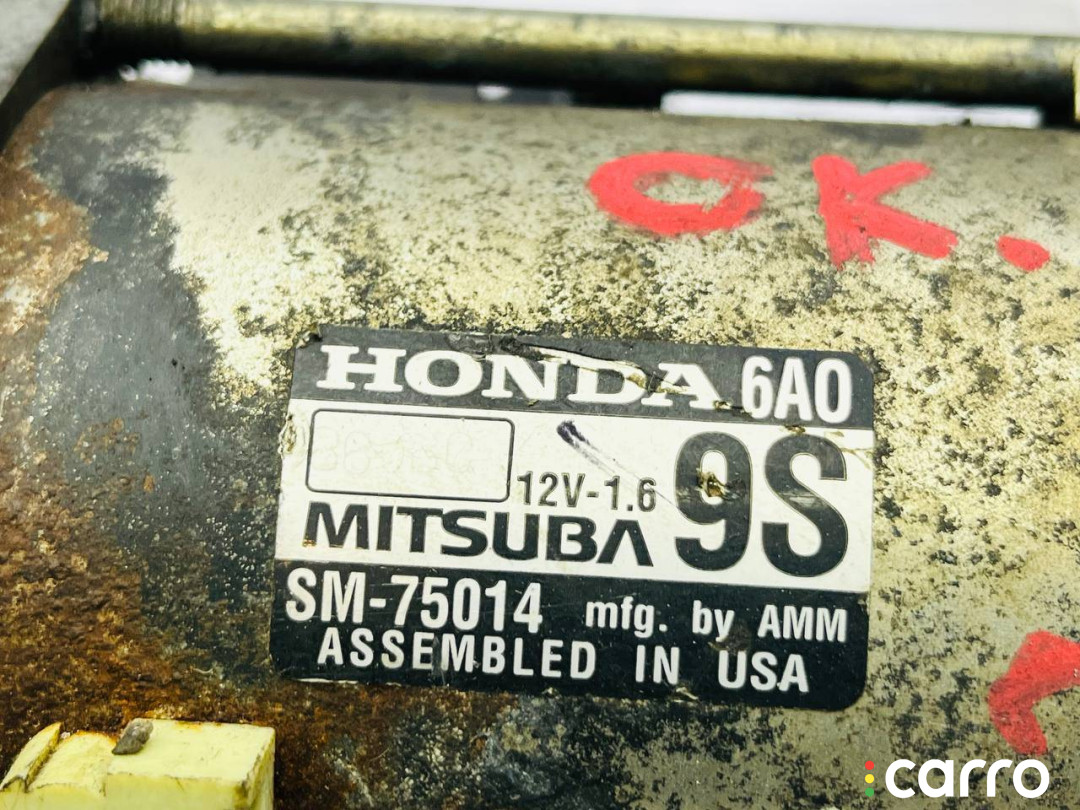 OK.
HONDA 6A0
12V-1.6 9S
MITSUBA
SM-75014 mfg. by AMM
ASSEMBLED IN USA
carro